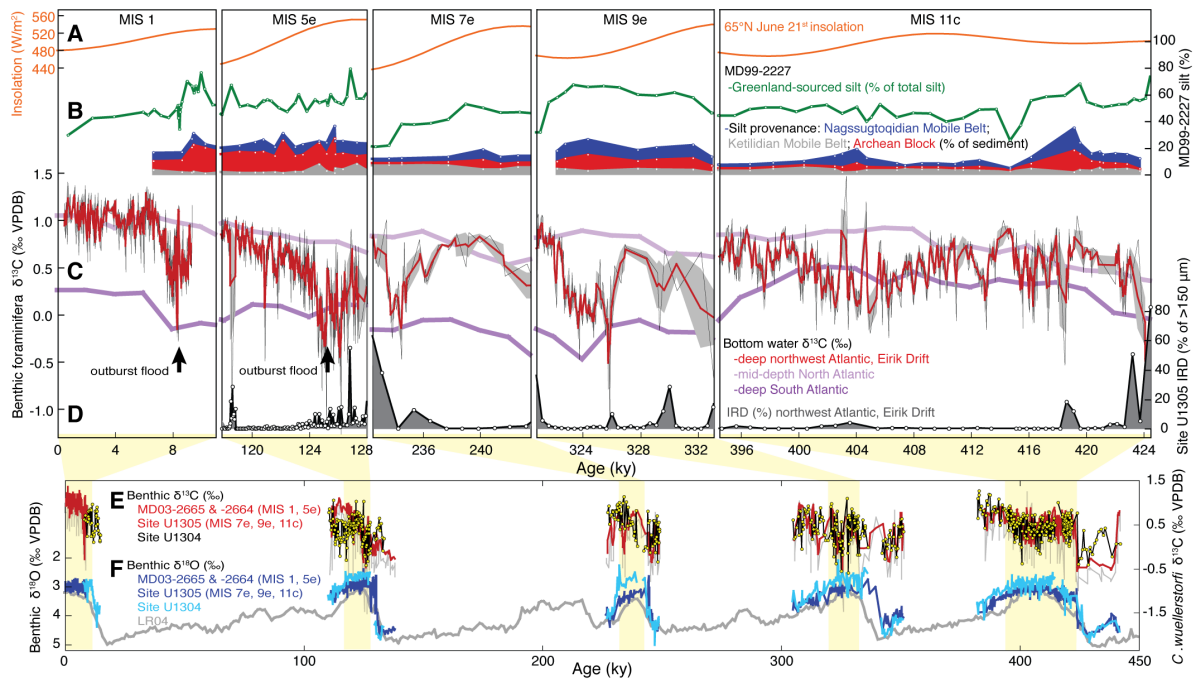 MIS 1
MIS 5e
MIS 7e
MIS 9e
MIS 11c
Insolation (W/m²)
560
520
480
440
A
65°N June 21st insolation
100
80
60
40
20
0
MD99-2227 silt (%)
B
MD99-2227
-Greenland-sourced silt (% of total silt)
-Silt provenance: Nagssugtoqidian Mobile Belt;
Ketilidian Mobile Belt; Archean Block (% of sediment)
Benthic foraminifera δ¹³C (‰ VPDB)
1.5
1.0
0.5
0.0
-0.5
-1.0
C
outburst flood
outburst flood
Bottom water δ¹³C (‰)
-deep northwest Atlantic, Eirik Drift
-mid-depth North Atlantic
-deep South Atlantic
IRD (%) northwest Atlantic, Eirik Drift
80
60
40
20
0
Site U1305 IRD (% of >150 µm)
D
0 4 8
120 124 128
236 232 240
324 328 332
396 400 404 408 412 416 420 424
Age (ky)
Age (ky)
E Benthic δ¹³C (‰)
MD03-2665 & -2664 (MIS 1, 5e)
Site U1305 (MIS 7e, 9e, 11c)
Site U1304
F Benthic δ¹⁸O (‰)
MD03-2665 & -2664 (MIS 1, 5e)
Site U1305 (MIS 7e, 9e, 11c)
Site U1304
LR04
Benthic δ¹⁸O (‰ VPDB)
2
3
4
5
1.5
0.5
-0.5
-1.5
C.wuellerstorfi δ¹³C (‰ VPDB)
0 100 200 300 400 450
Age (ky)